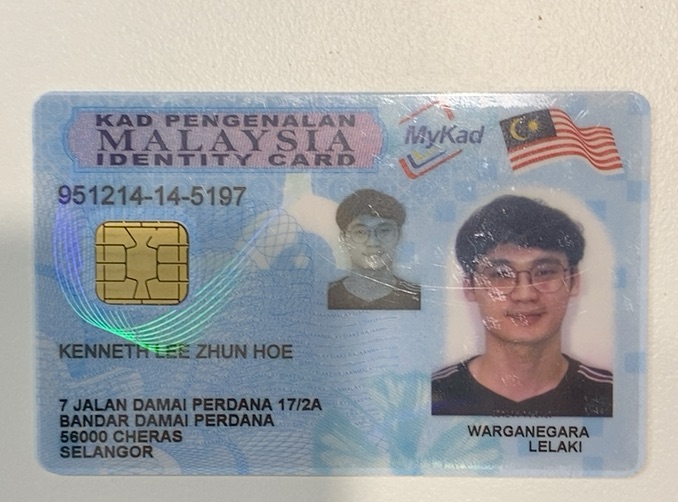 KAD PENGENALAN
MALAYSIA
IDENTITY CARD
MyKad
951214-14-5197
KENNETH LEE ZHUN HOE
7 JALAN DAMAI PERDANA 17/2A
BANDAR DAMAI PERDANA
56000 CHERAS
SELANGOR
WARGANEGARA
LELAKI